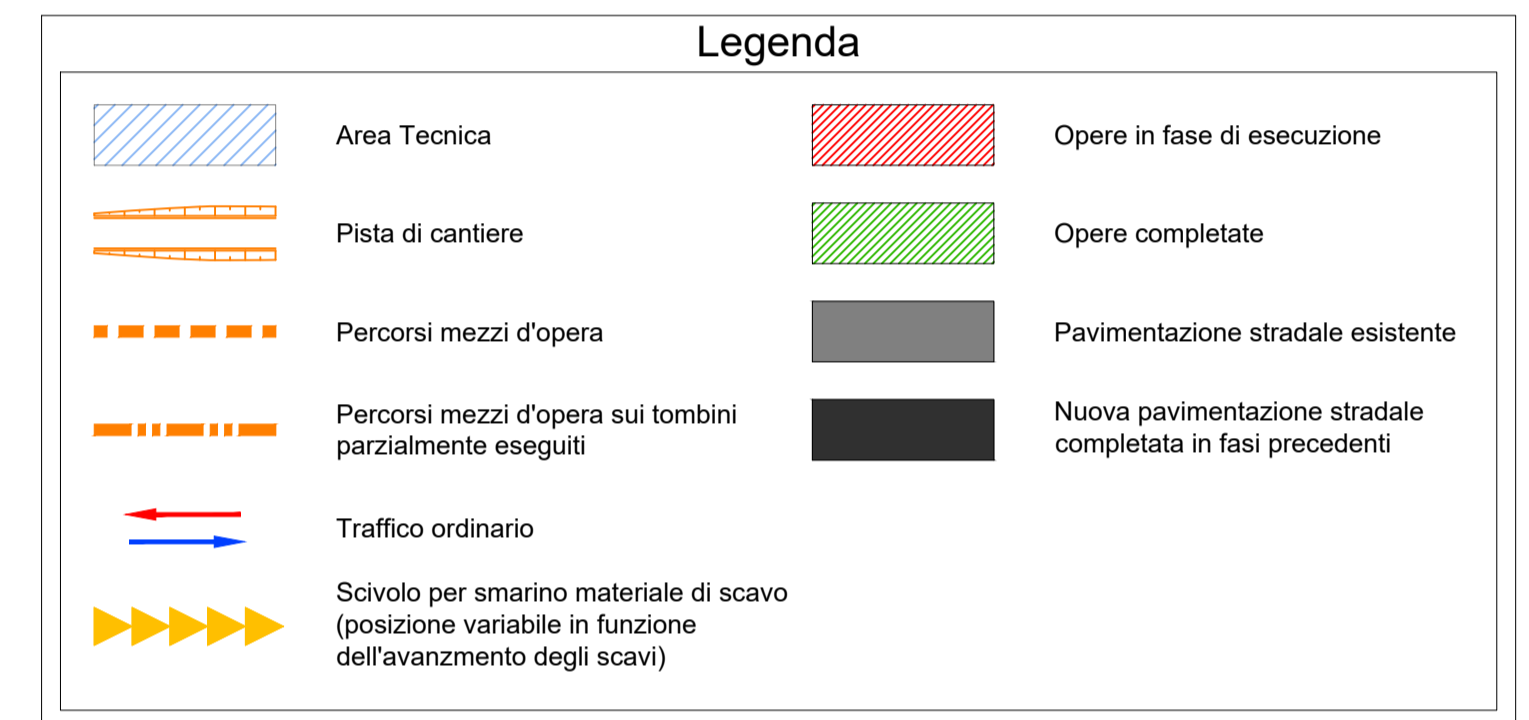 Legenda
Area Tecnica
Pista di cantiere
Percorsi mezzi d'opera
Percorsi mezzi d'opera sui tombini
parzialmente eseguiti
Traffico ordinario
Scivolo per smarino materiale di scavo
(posizione variabile in funzione
dell'avanzmento degli scavi)
Opere in fase di esecuzione
Opere completate
Pavimentazione stradale esistente
Nuova pavimentazione stradale
completata in fasi precedenti